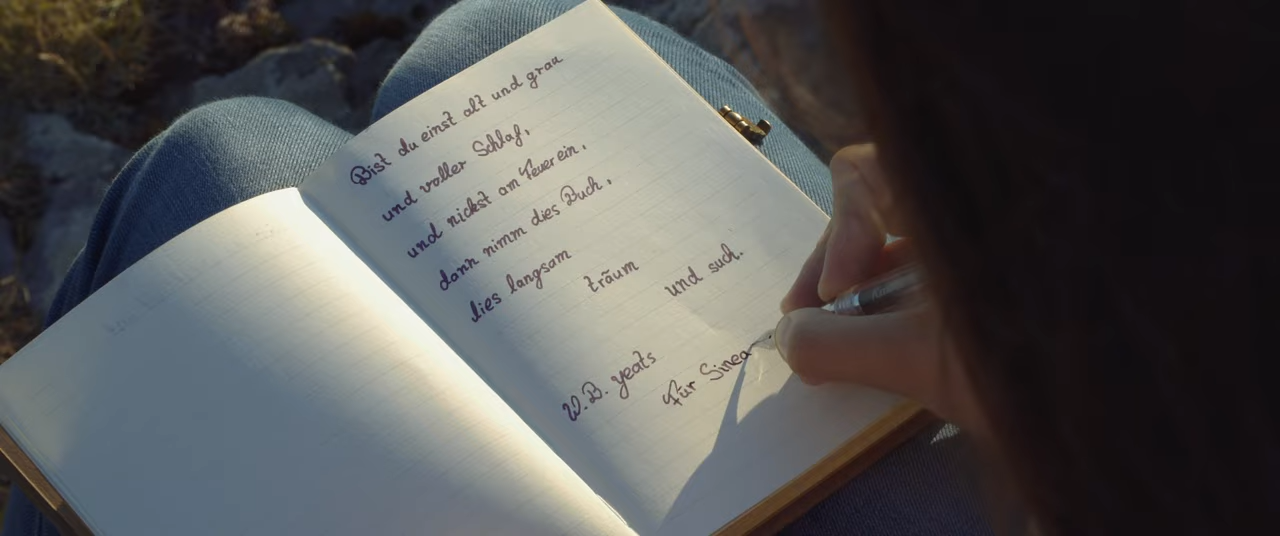 Bist du einst alt und grau
und voller Schlaf,
und nickst am Feuer ein,
dann nimm dies Buch,
lies langsam träum und such.
W.B. yeats
Für Sinea